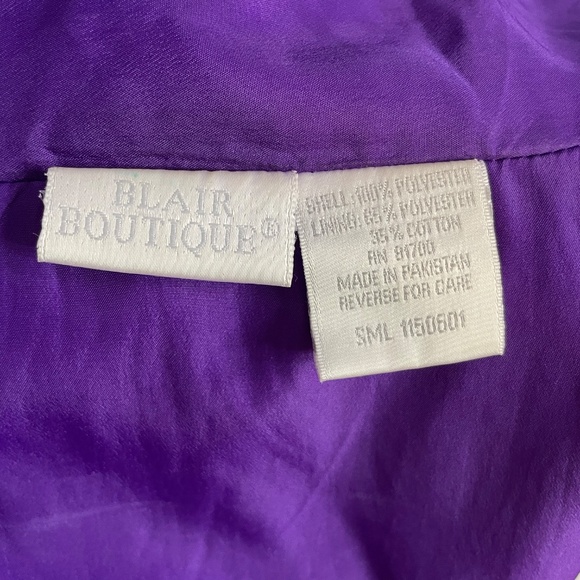 BLAIR
BOUTIQUE®
SHELL: 100% POLYESTER
LINING: 65% POLYESTER
35% COTTON
RN 81700
MADE IN PAKISTAN
REVERSE FOR CARE
SML 1150601